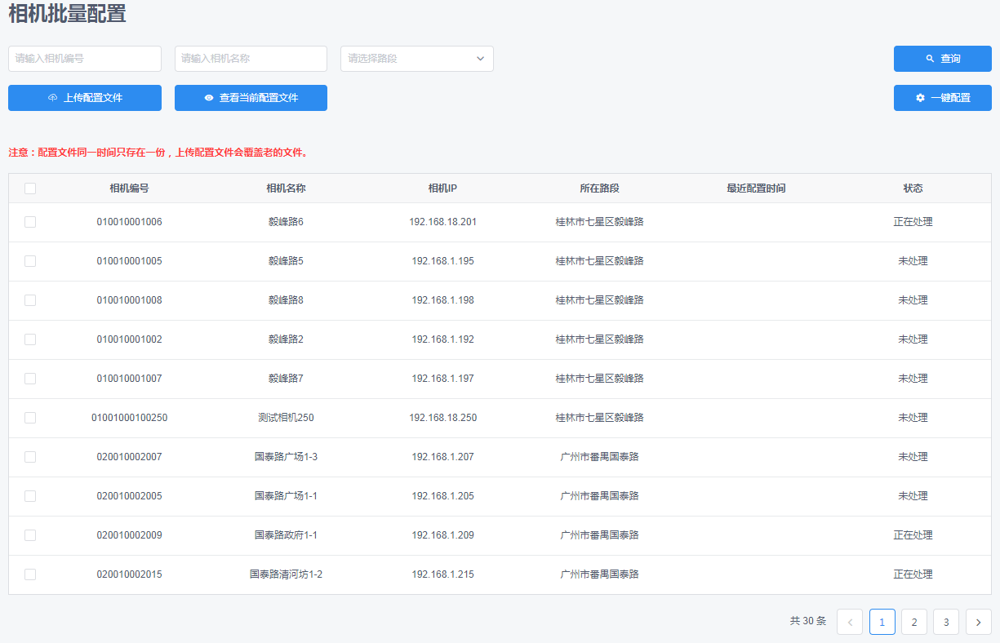 相机批量配置
请输入相机编号 请输入相机名称 请选择路段 查询
上传配置文件 查看当前配置文件 一键配置
注意：配置文件同一时间只存在一份，上传配置文件会覆盖老的文件。
相机编号 相机名称 相机IP 所在路段 最近配置时间 状态
010010001006 毅峰路6 192.168.18.201 桂林市七星区毅峰路 正在处理
010010001005 毅峰路5 192.168.1.195 桂林市七星区毅峰路 未处理
010010001008 毅峰路8 192.168.1.198 桂林市七星区毅峰路 未处理
010010001002 毅峰路2 192.168.1.192 桂林市七星区毅峰路 未处理
010010001007 毅峰路7 192.168.1.197 桂林市七星区毅峰路 未处理
01001000100250 测试相机250 192.168.18.250 桂林市七星区毅峰路 未处理
020010002007 国泰路广场1-3 192.168.1.207 广州市番禺国泰路 未处理
020010002005 国泰路广场1-1 192.168.1.205 广州市番禺国泰路 未处理
020010002009 国泰路政府1-1 192.168.1.209 广州市番禺国泰路 正在处理
020010002015 国泰路清河坊1-2 192.168.1.215 广州市番禺国泰路 正在处理
共 30 条 1 2 3